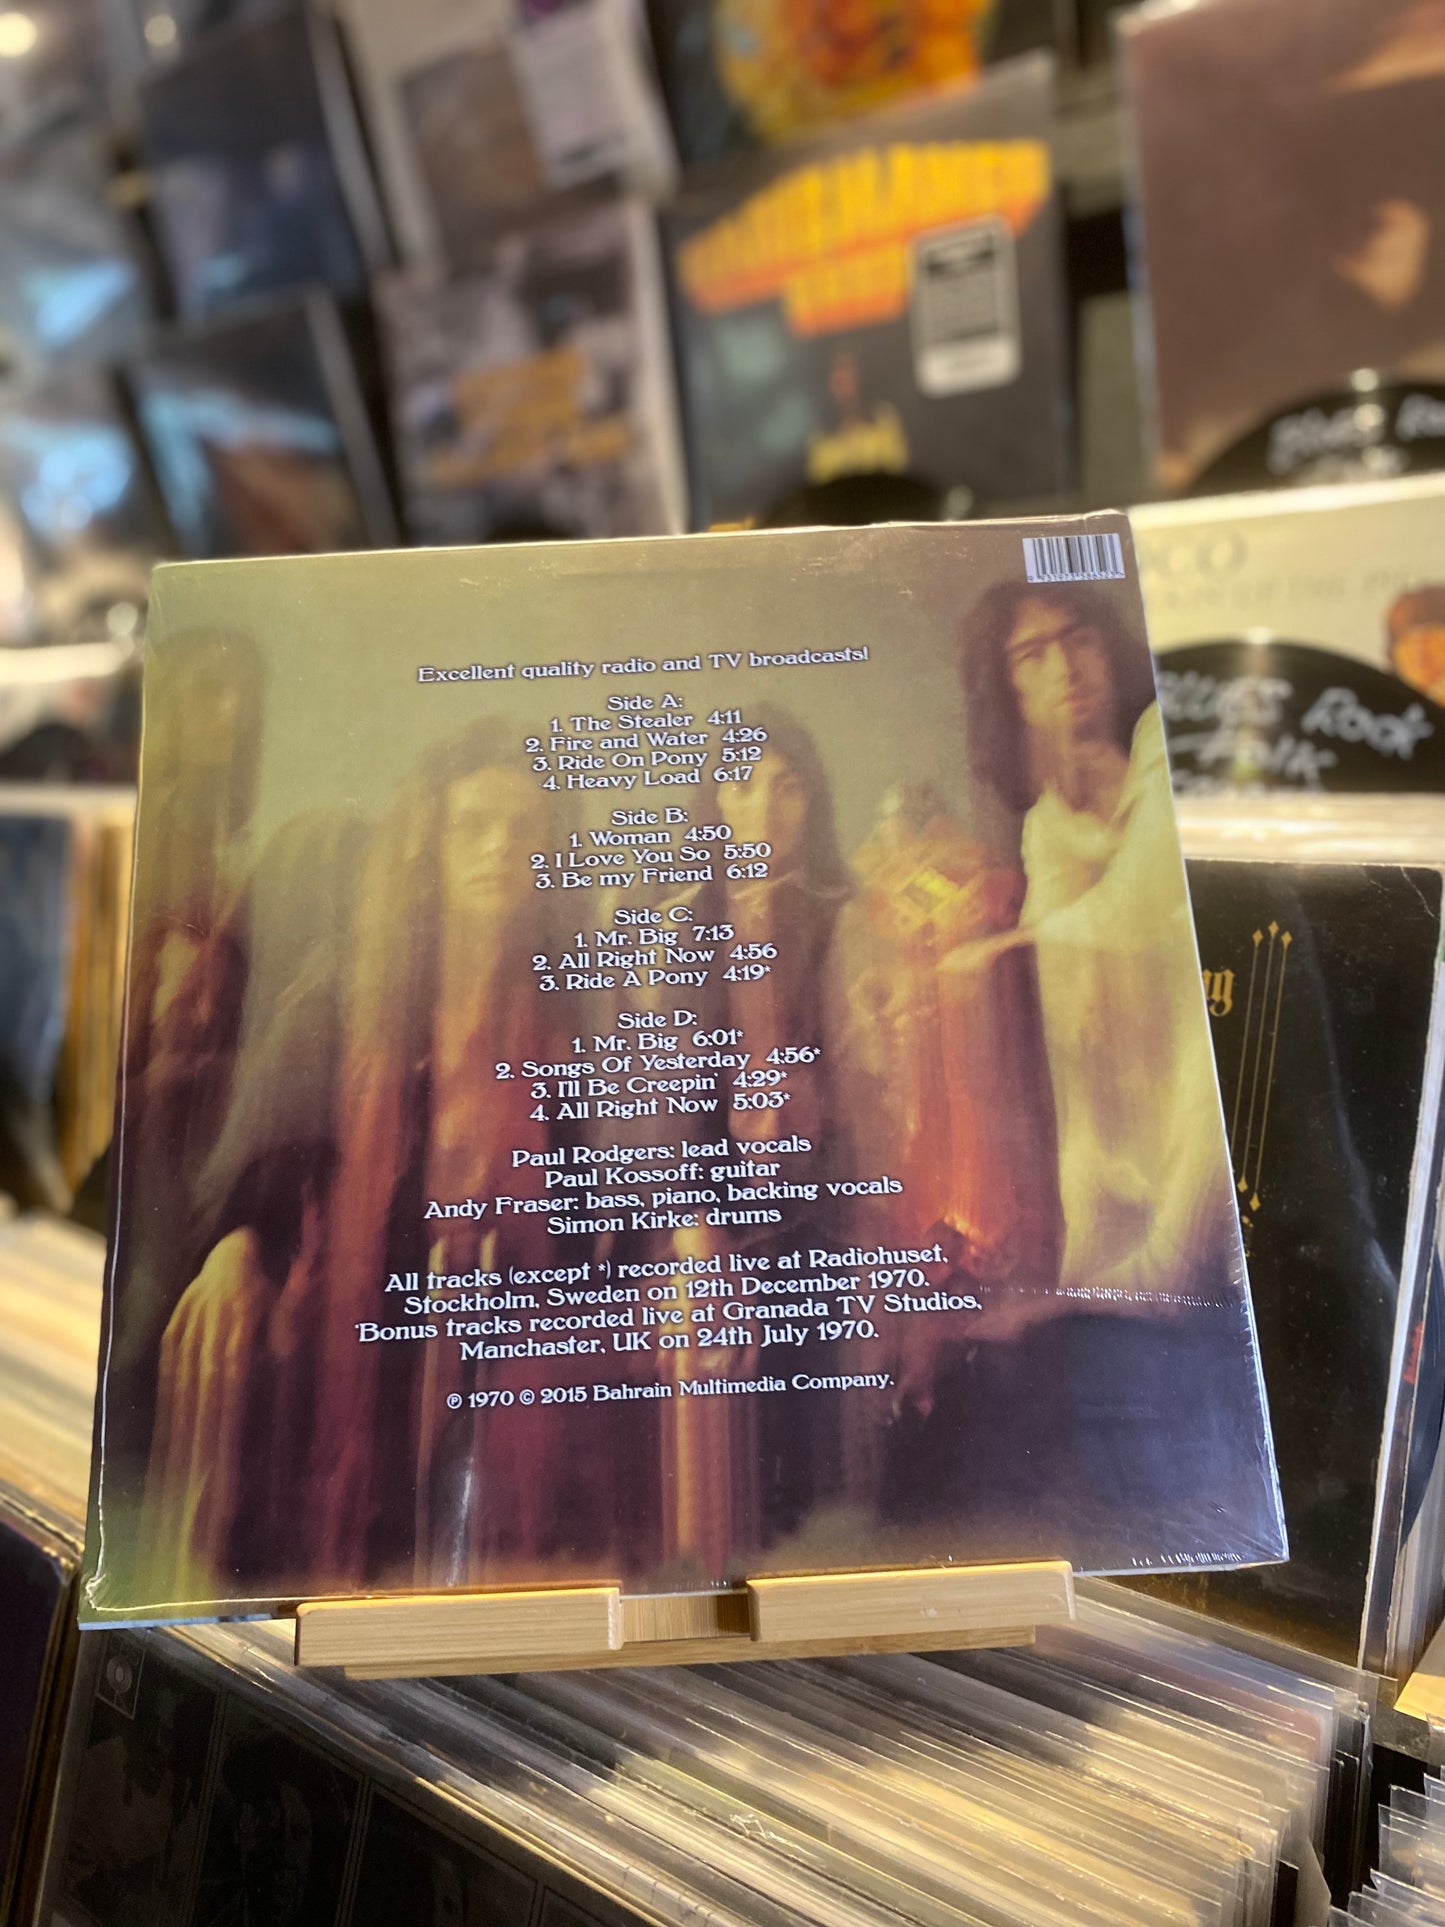 Excellent quality radio and TV broadcasts!
Side A:
1. The Stealer 4:11
2. Fire and Water 4:26
3. Ride On Pony 5:12
4. Heavy Load 6:17
Side B:
1. Woman 4:50
2. I Love You So 5:50
3. Be my Friend 6:12
Side C:
1. Mr. Big 7:13
2. All Right Now 4:56
3. Ride A Pony 4:19*
Side D:
1. Mr. Big 6:01*
2. Songs Of Yesterday 4:56*
3. I'll Be Creepin' 4:29*
4. All Right Now 5:03*
Paul Rodgers: lead vocals
Paul Kossoff: guitar
Andy Fraser: bass, piano, backing vocals
Simon Kirke: drums
All tracks (except *) recorded live at Radiohuset,
Stockholm, Sweden on 12th December 1970.
*Bonus tracks recorded live at Granada TV Studios,
Manchaster, UK on 24th July 1970.
℗ 1970 © 2015 Bahrain Multimedia Company.
Blues Ro
BLUES Rock
FOLK